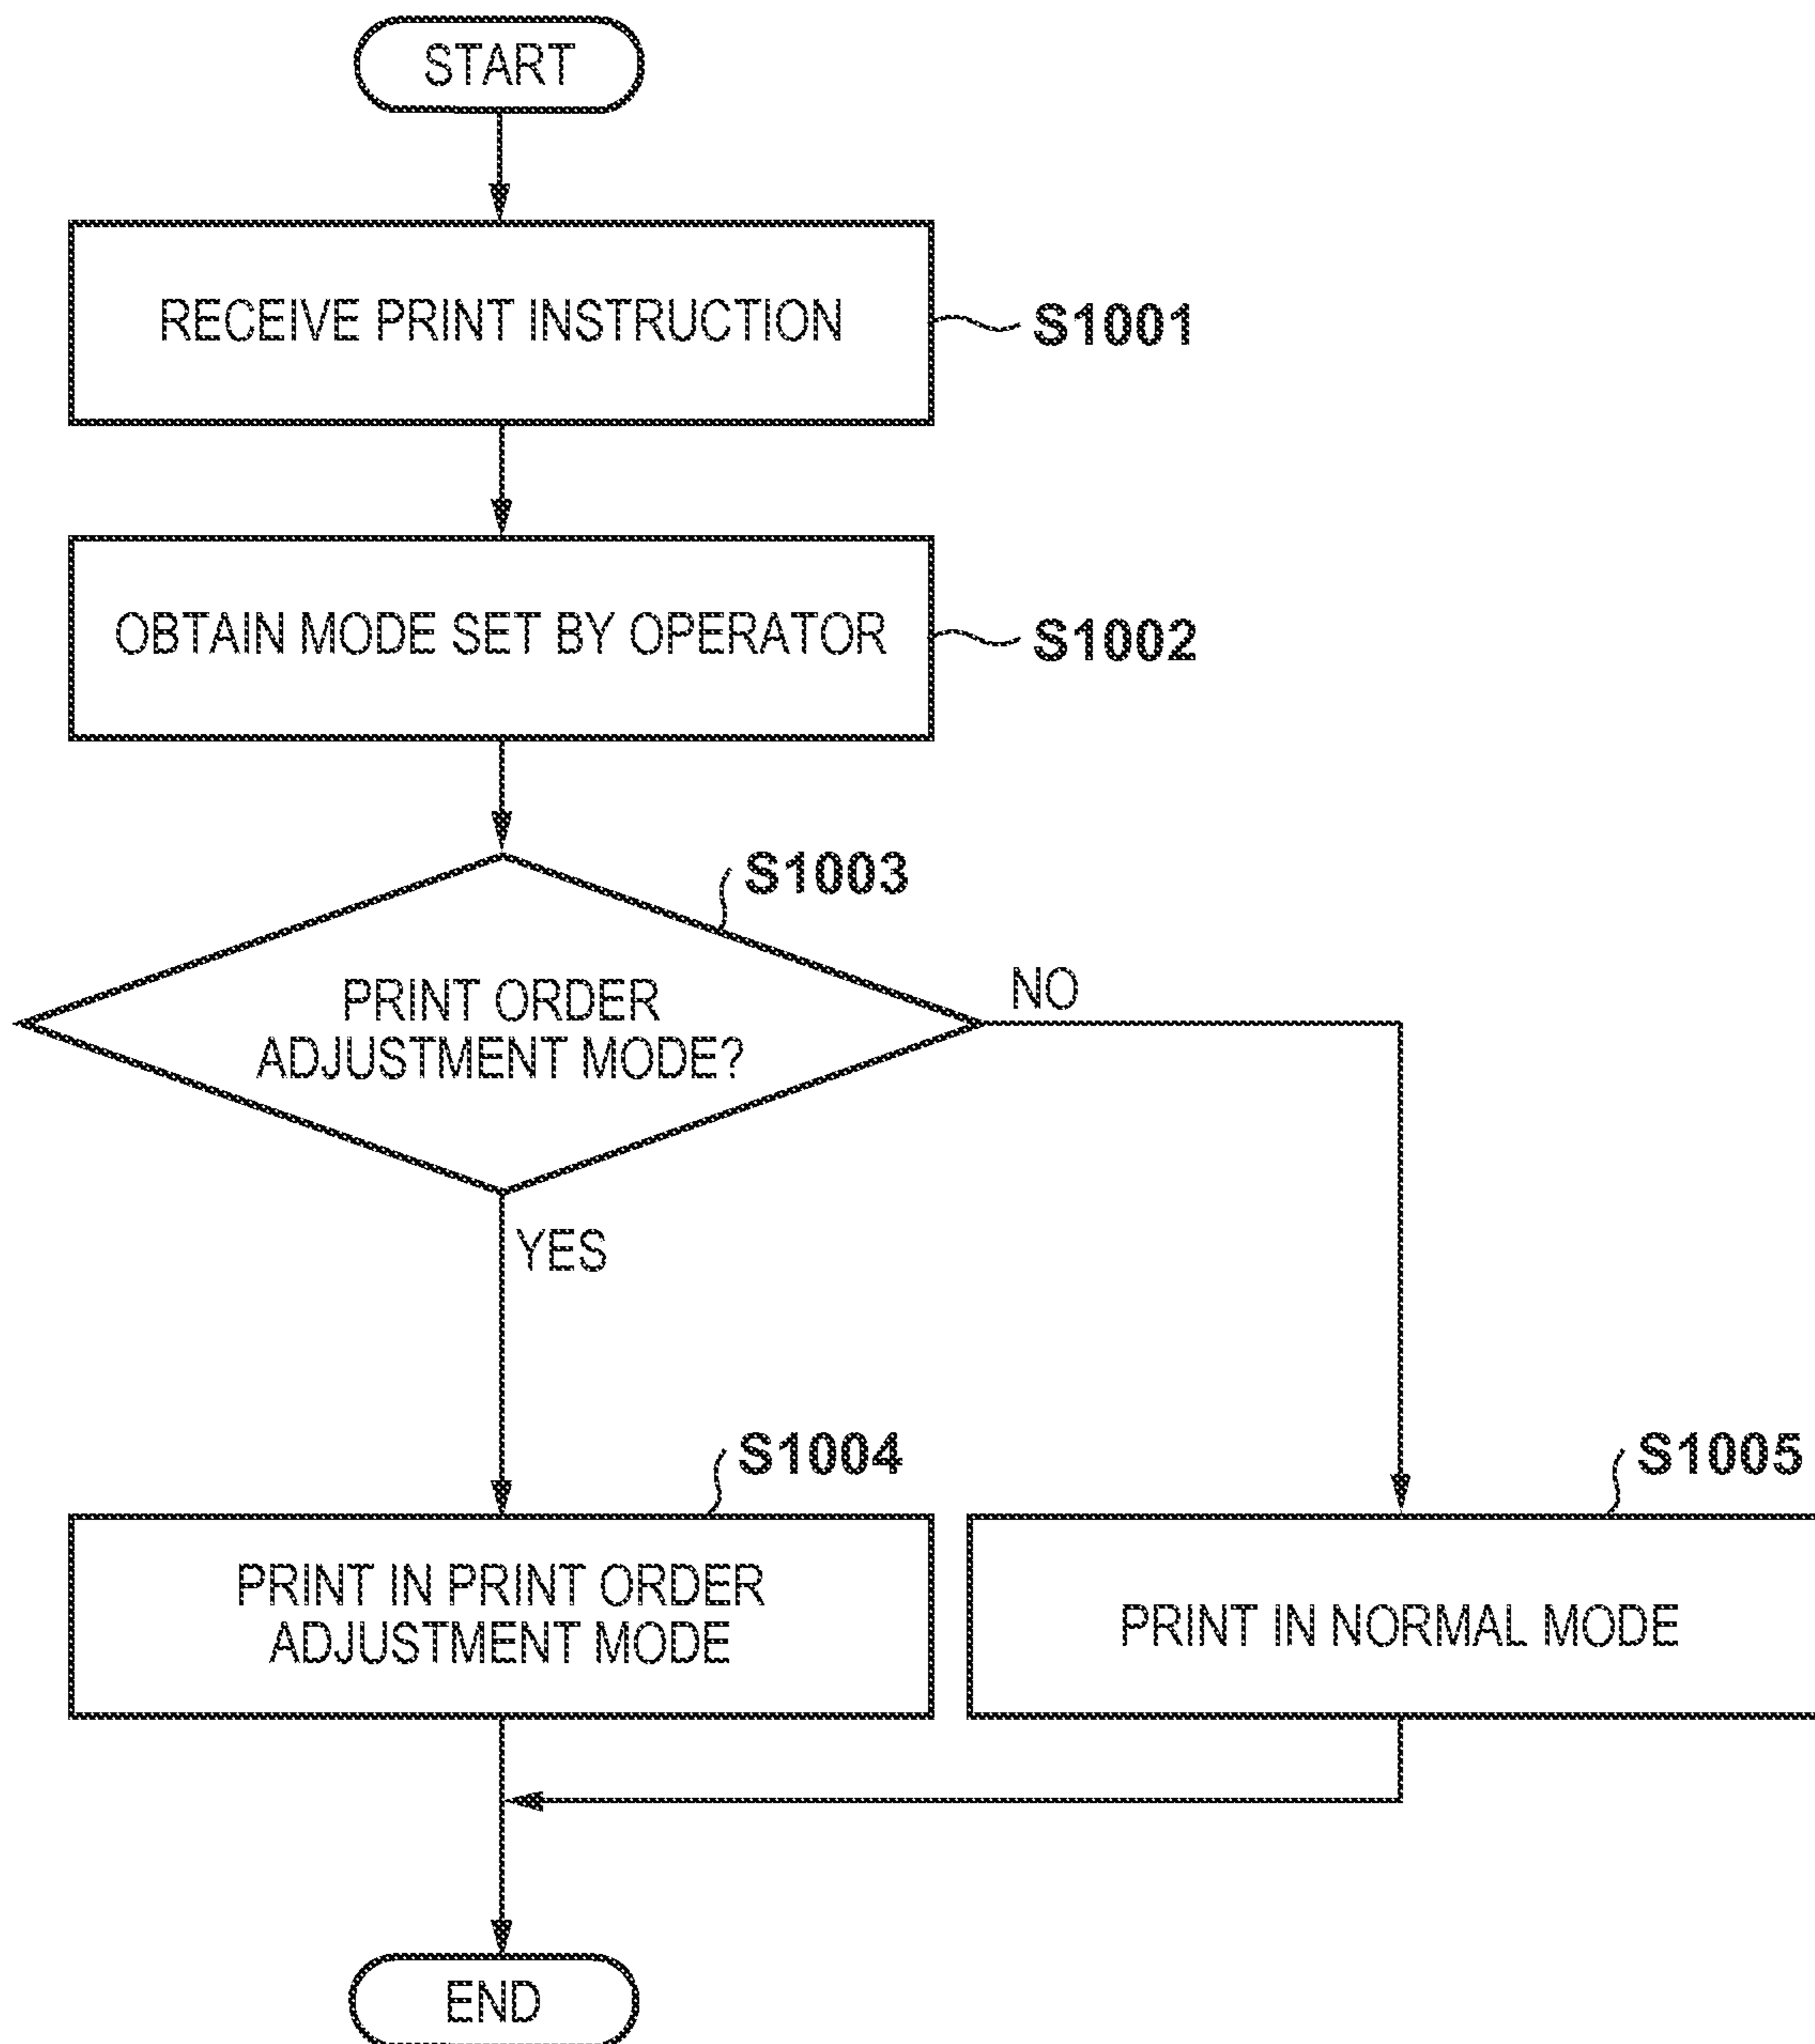 START
RECEIVE PRINT INSTRUCTION
S1001
OBTAIN MODE SET BY OPERATOR
S1002
S1003
PRINT ORDER
ADJUSTMENT MODE?
NO
YES
S1004
PRINT IN PRINT ORDER
ADJUSTMENT MODE
S1005
PRINT IN NORMAL MODE
END